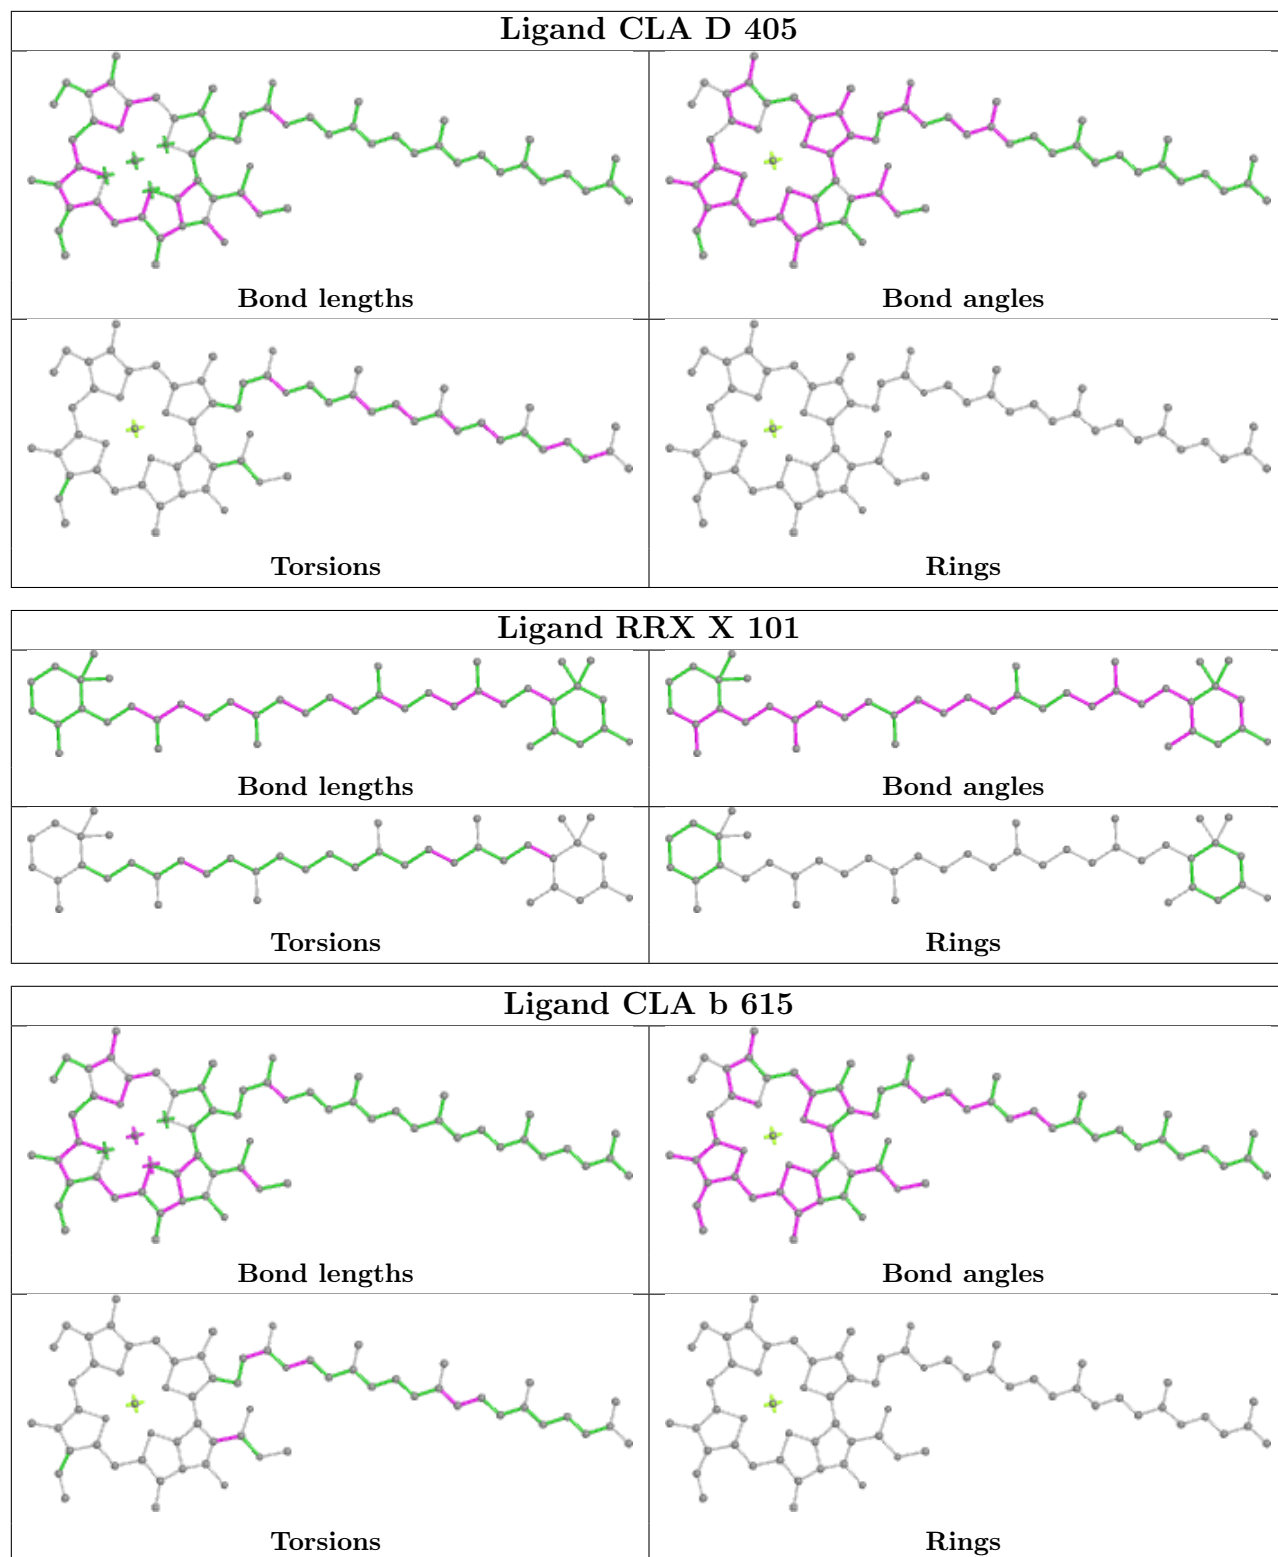 Ligand CLA D 405
Bond lengths
Bond angles
Torsions
Rings
Ligand RRX X 101
Bond lengths
Bond angles
Torsions
Rings
Ligand CLA b 615
Bond lengths
Bond angles
Torsions
Rings